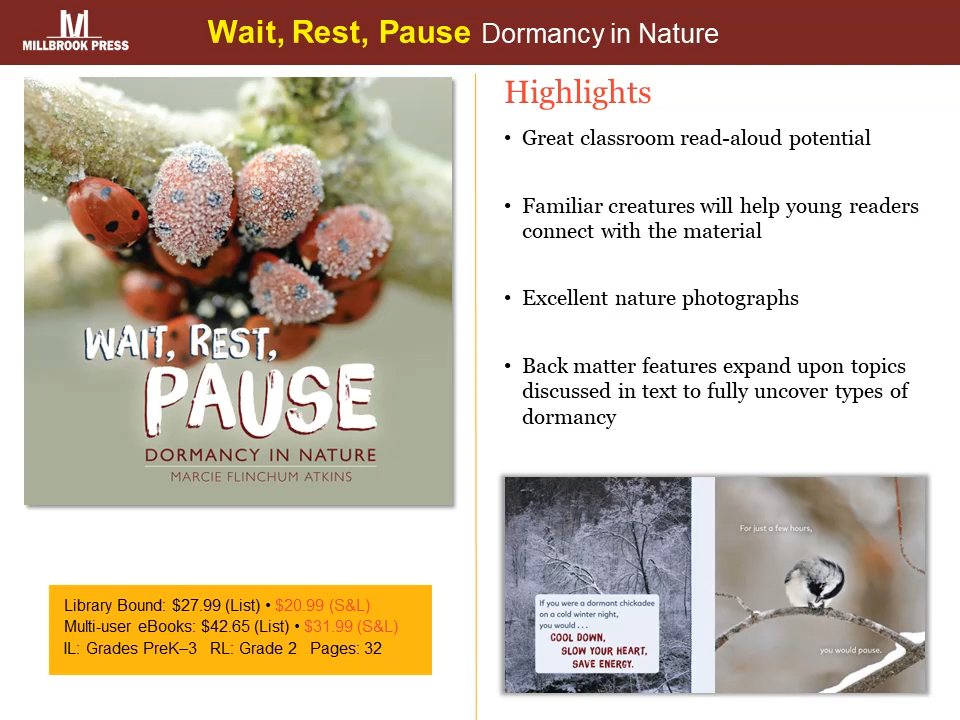 MILLBROOK PRESS
Wait, Rest, Pause Dormancy in Nature
WAIT, REST,
PAUSE
DORMANCY IN NATURE
MARCIE FLINCHUM ATKINS
Library Bound: $27.99 (List) • $20.99 (S&L)
Multi-user eBooks: $42.65 (List) • $31.99 (S&L)
IL: Grades PreK–3 RL: Grade 2 Pages: 32
Highlights
• Great classroom read-aloud potential
• Familiar creatures will help young readers
connect with the material
• Excellent nature photographs
• Back matter features expand upon topics
discussed in text to fully uncover types of
dormancy
If you were a dormant chickadee
on a cold winter night,
you would . . .
COOL DOWN,
SLOW YOUR HEART,
SAVE ENERGY.
For just a few hours,
you would pause.